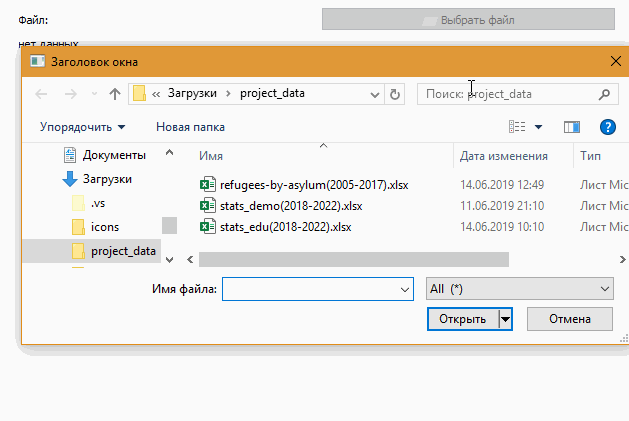 Файл:
Выбрать файл
нет данных
Заголовок окна
« Загрузки › project_data
Поиск: project_data
Упорядочить
Новая папка
Документы
Загрузки
.vs
icons
project_data
Имя
Дата изменения
Тип
refugees-by-asylum(2005-2017).xlsx
14.06.2019 12:49
Лист Mic
stats_demo(2018-2022).xlsx
11.06.2019 21:10
Лист Mic
stats_edu(2018-2022).xlsx
14.06.2019 10:10
Лист Mic
Имя файла:
All (*)
Открыть
Отмена